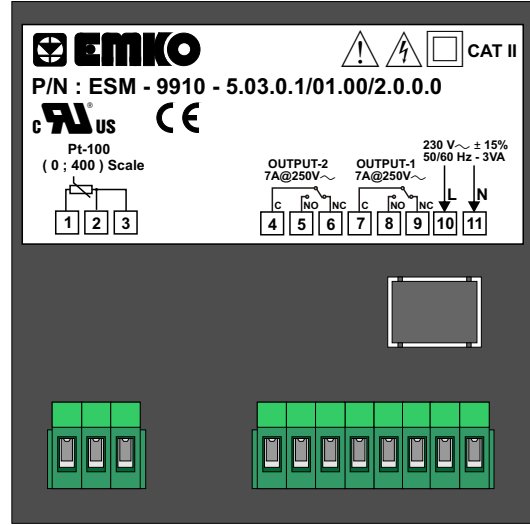 EMKO
CAT II
P/N : ESM - 9910 - 5.03.0.1/01.00/2.0.0.0
c RU ® US CE
Pt-100
( 0 ; 400 ) Scale
OUTPUT-2
7A@250V~
OUTPUT-1
7A@250V~
230 V~ ± 15%
50/60 Hz - 3VA
C NO NC C NO NC L N
1 2 3 4 5 6 7 8 9 10 11